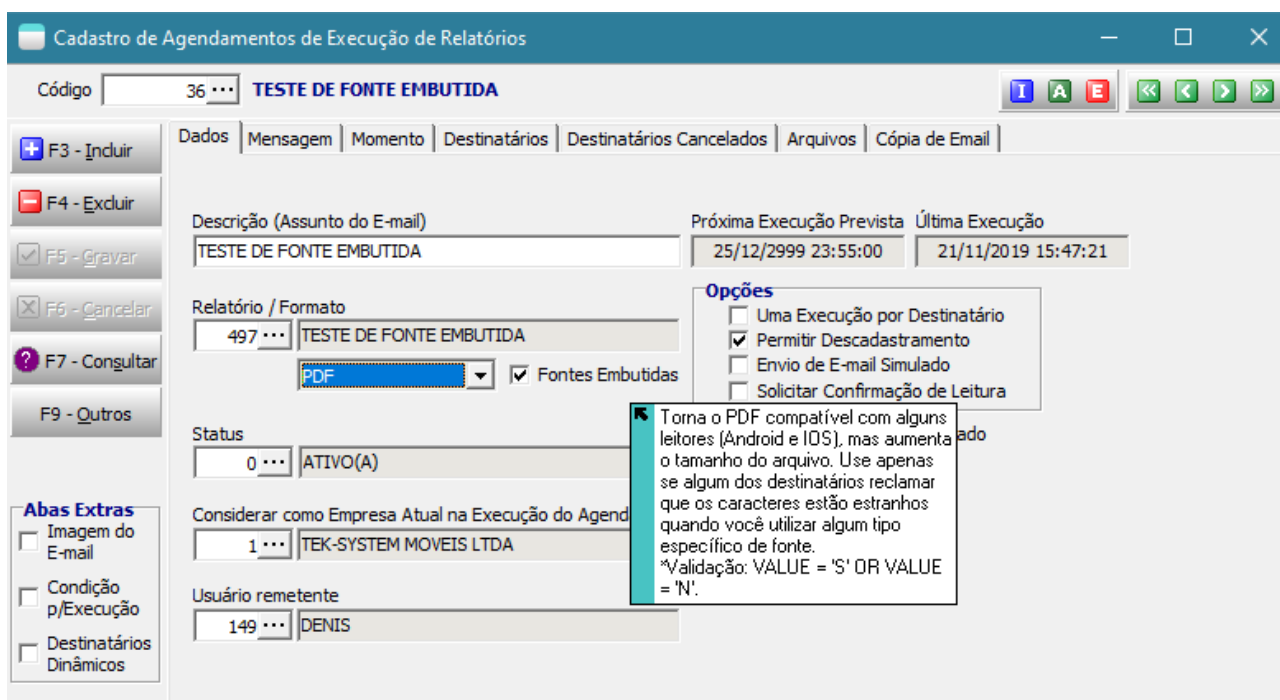 Cadastro de Agendamentos de Execução de Relatórios
Código 36 ... TESTE DE FONTE EMBUTIDA I A E
F3 - Incluir
F4 - Excluir
F5 - Gravar
F6 - Cancelar
F7 - Consultar
F9 - Outros
Abas Extras
Imagem do
E-mail
Condição
p/Execução
Destinatários
Dinâmicos
Dados Mensagem Momento Destinatários Destinatários Cancelados Arquivos Cópia de Email
Descrição (Assunto do E-mail) Próxima Execução Prevista Última Execução
TESTE DE FONTE EMBUTIDA 25/12/2999 23:55:00 21/11/2019 15:47:21
Relatório / Formato
497 ... TESTE DE FONTE EMBUTIDA
PDF Fontes Embutidas
Opções
Uma Execução por Destinatário
Permitir Descadastramento
Envio de E-mail Simulado
Solicitar Confirmação de Leitura
Status
0 ... ATIVO(A)
Considerar como Empresa Atual na Execução do Agend
1 ... TEK-SYSTEM MOVEIS LTDA
Usuário remetente
149 ... DENIS
Torna o PDF compatível com alguns
leitores (Android e IOS), mas aumenta
o tamanho do arquivo. Use apenas
se algum dos destinatários reclamar
que os caracteres estão estranhos
quando você utilizar algum tipo
específico de fonte.
*Validação: VALUE = 'S' OR VALUE
= 'N'.
ado